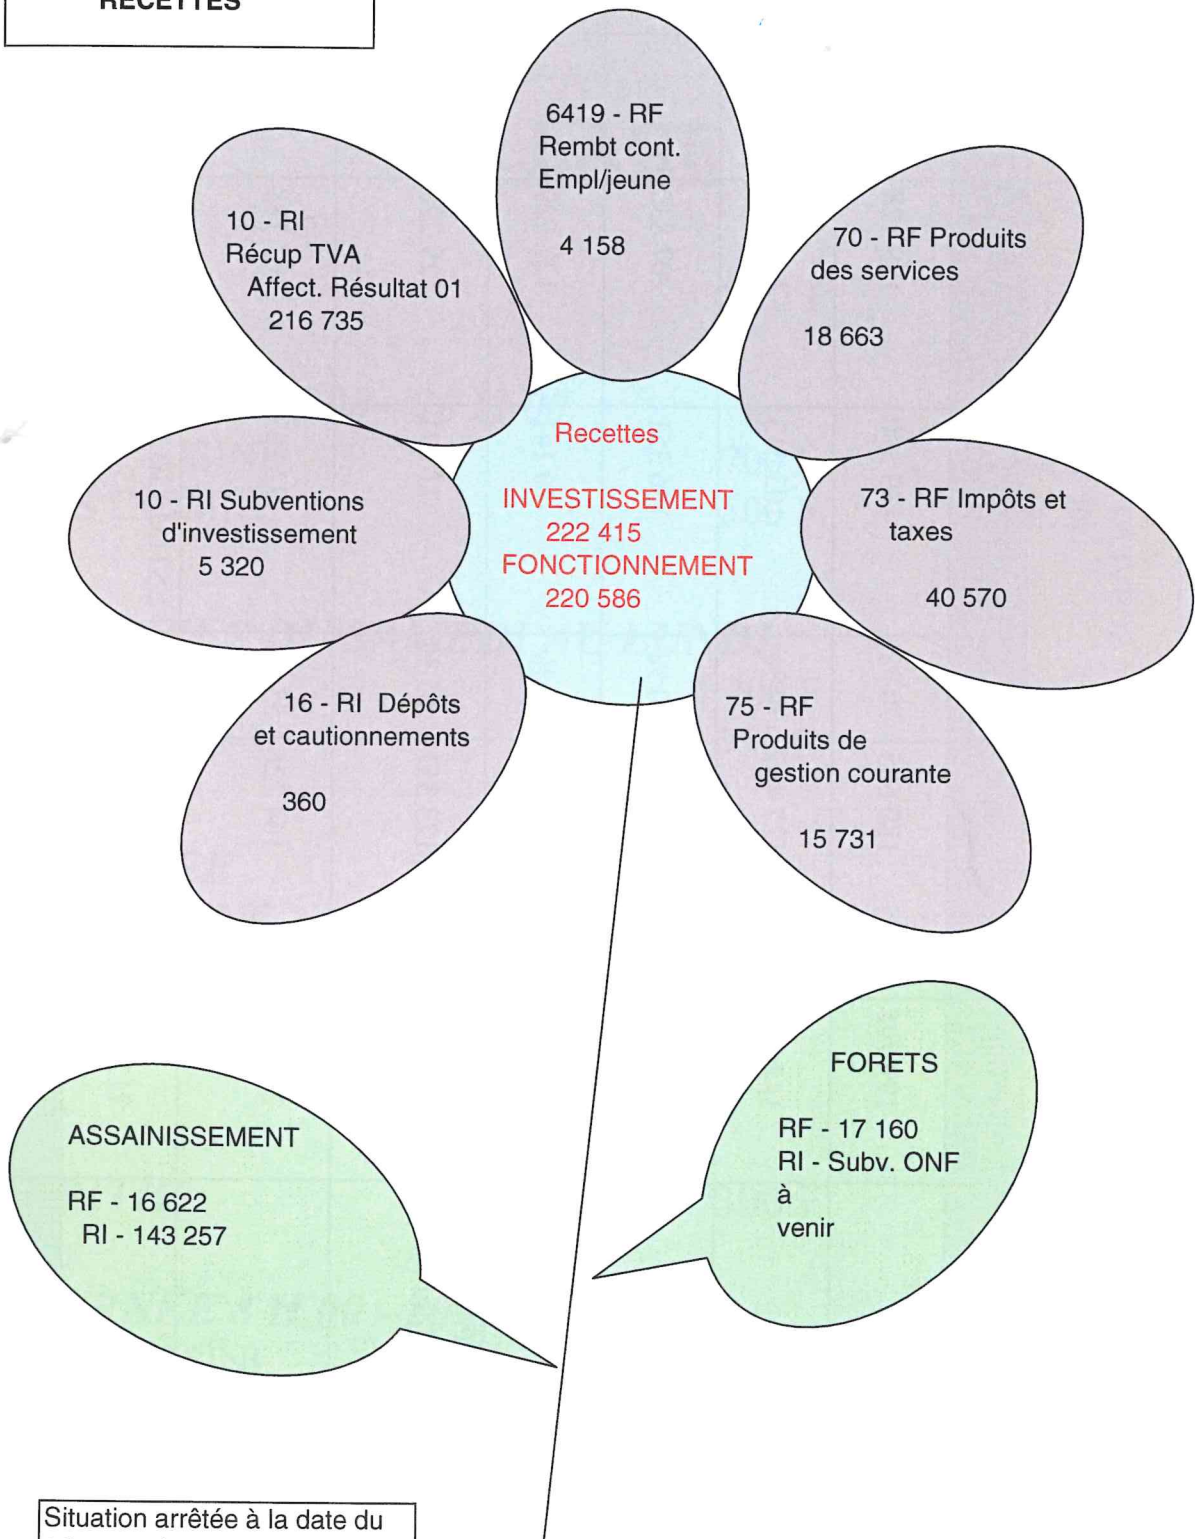 RECETTES
6419 - RF
Rembt cont.
Empl/jeune
4 158
10 - RI
Récup TVA
Affect. Résultat 01
216 735
70 - RF Produits
des services
18 663
Recettes
INVESTISSEMENT
222 415
FONCTIONNEMENT
220 586
10 - RI Subventions
d'investissement
5 320
73 - RF Impôts et
taxes
40 570
16 - RI Dépôts
et cautionnements
360
75 - RF
Produits de
gestion courante
15 731
FORETS
RF - 17 160
RI - Subv. ONF
à
venir
ASSAINISSEMENT
RF - 16 622
RI - 143 257
Situation arrêtée à la date du